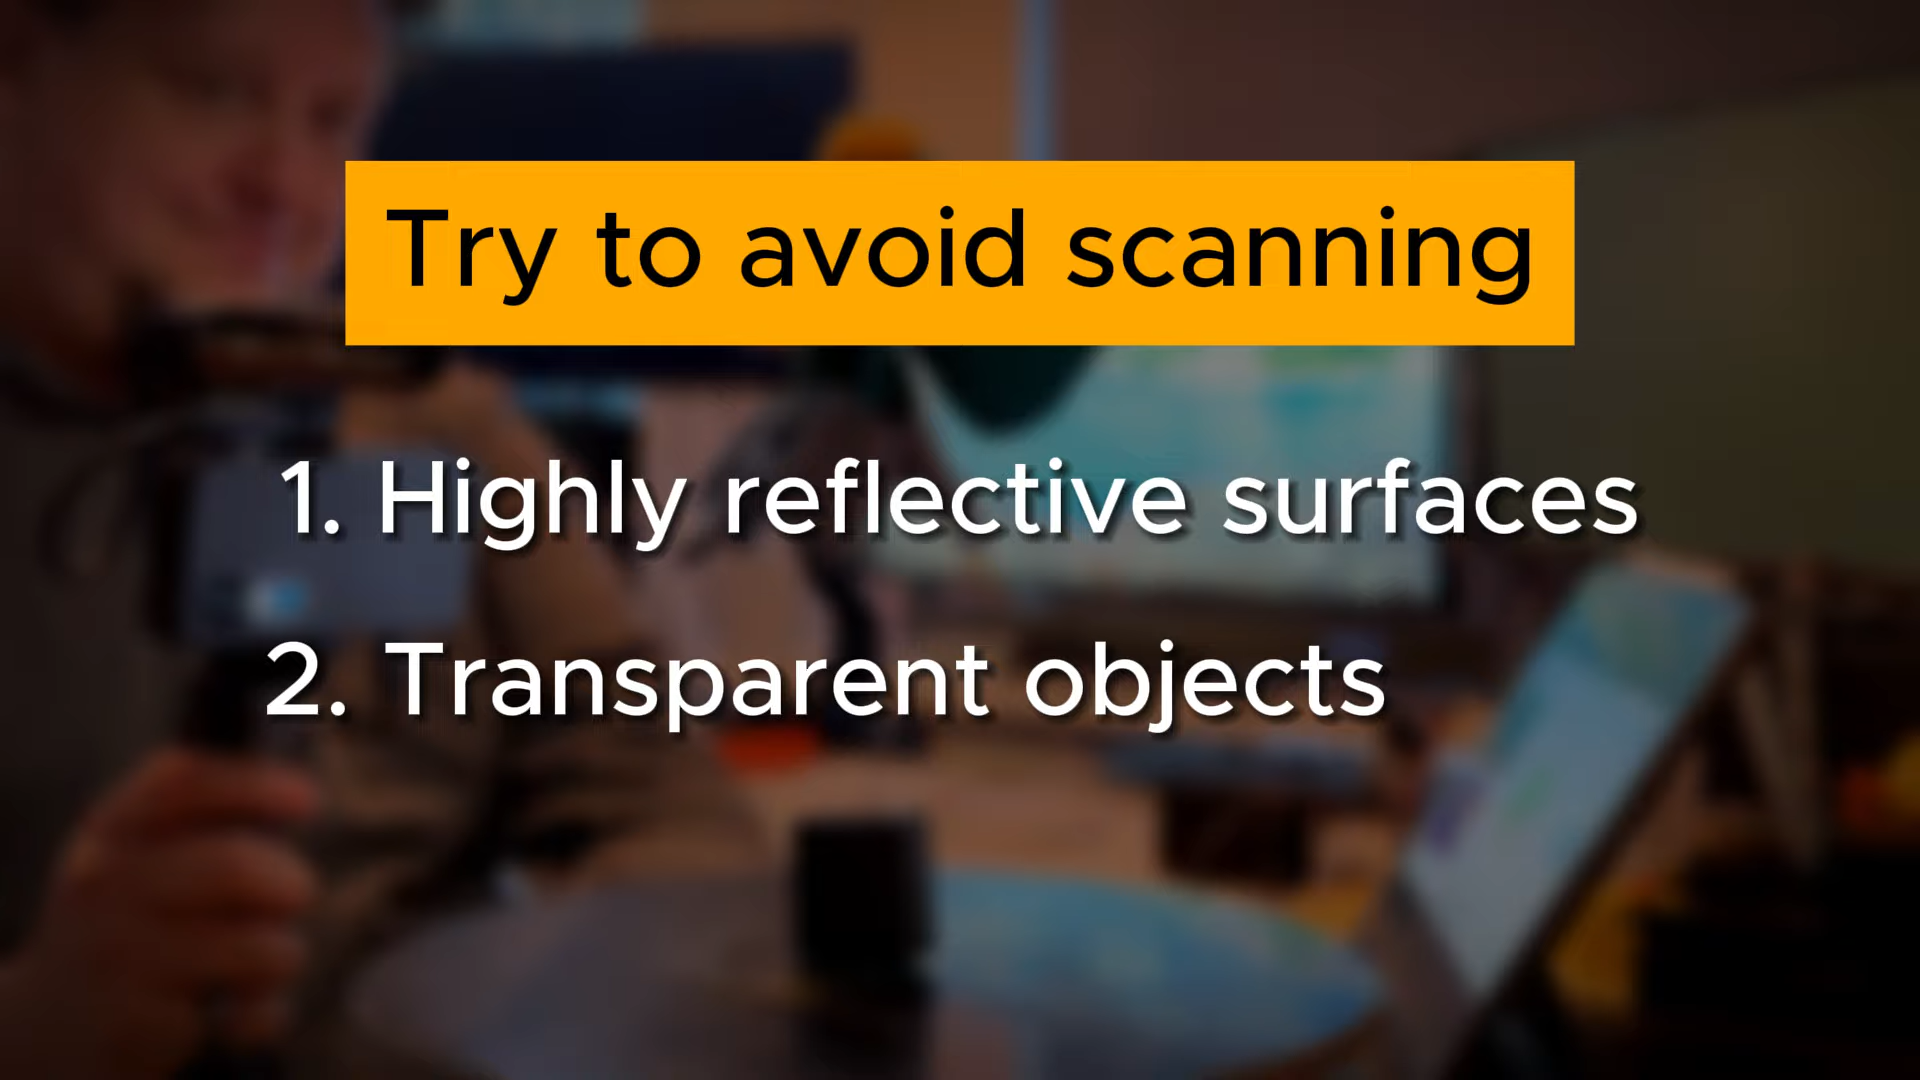 Try to avoid scanning
1. Highly reflective surfaces
2. Transparent objects